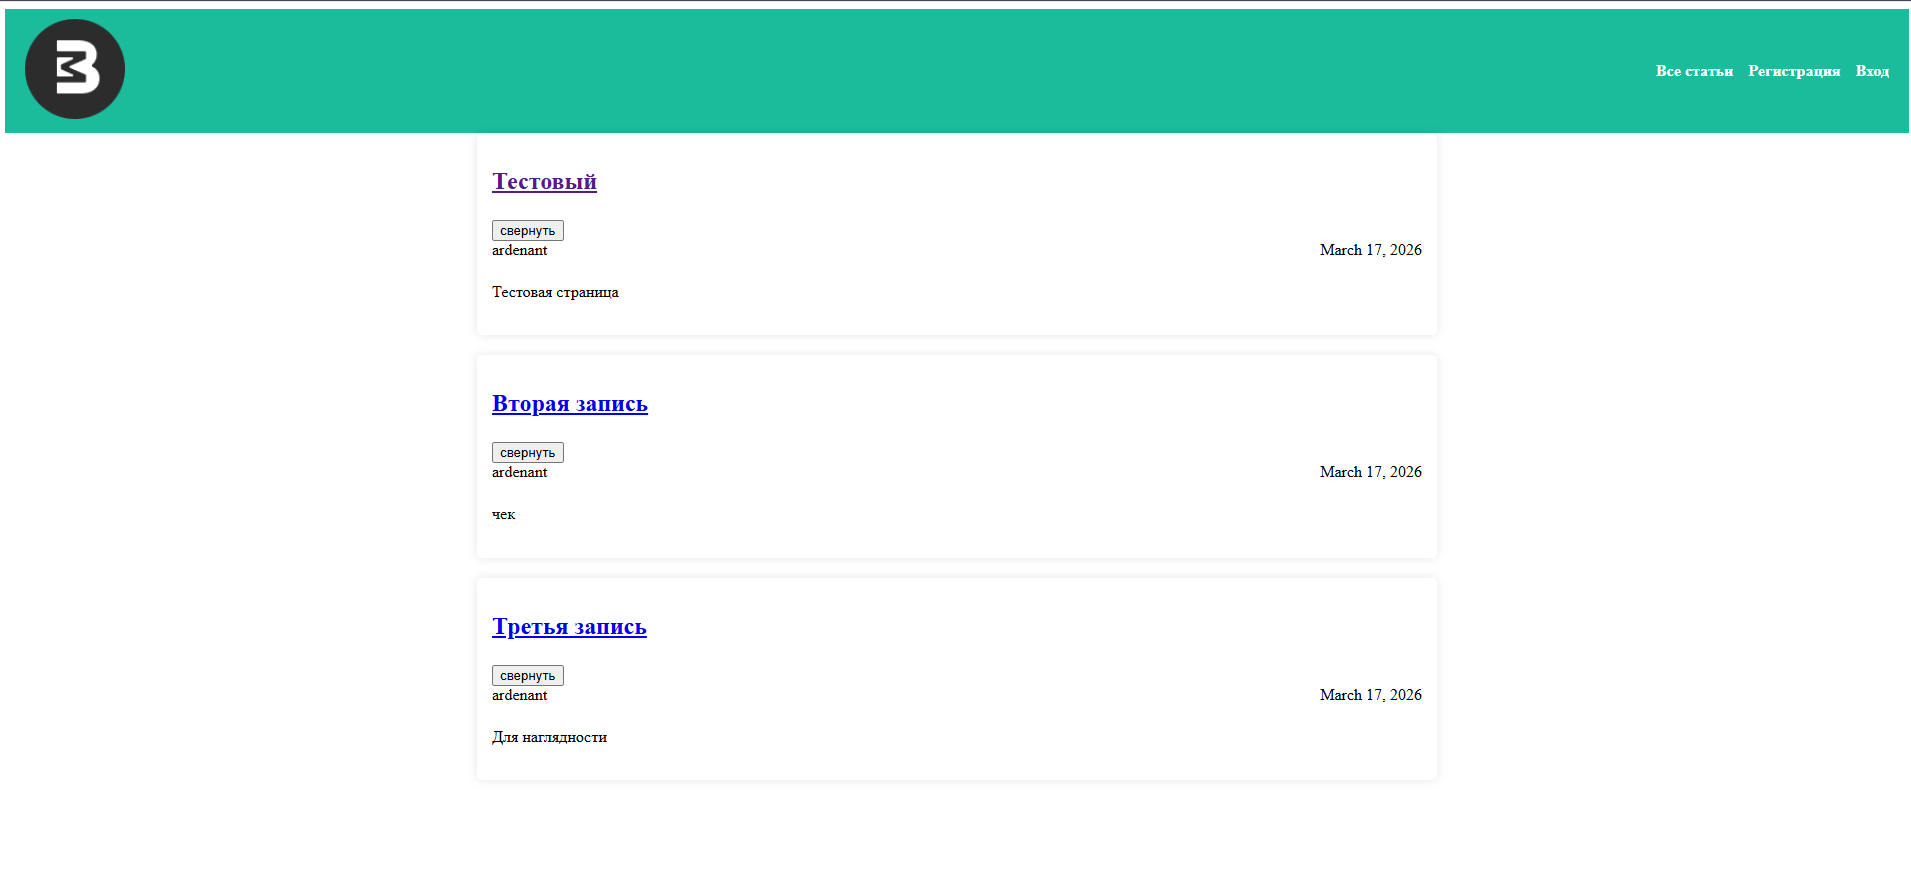 Все статьи Регистрация Вход
Тестовый
свернуть
ardenant March 17, 2026
Тестовая страница
Вторая запись
свернуть
ardenant March 17, 2026
чек
Третья запись
свернуть
ardenant March 17, 2026
Для наглядности